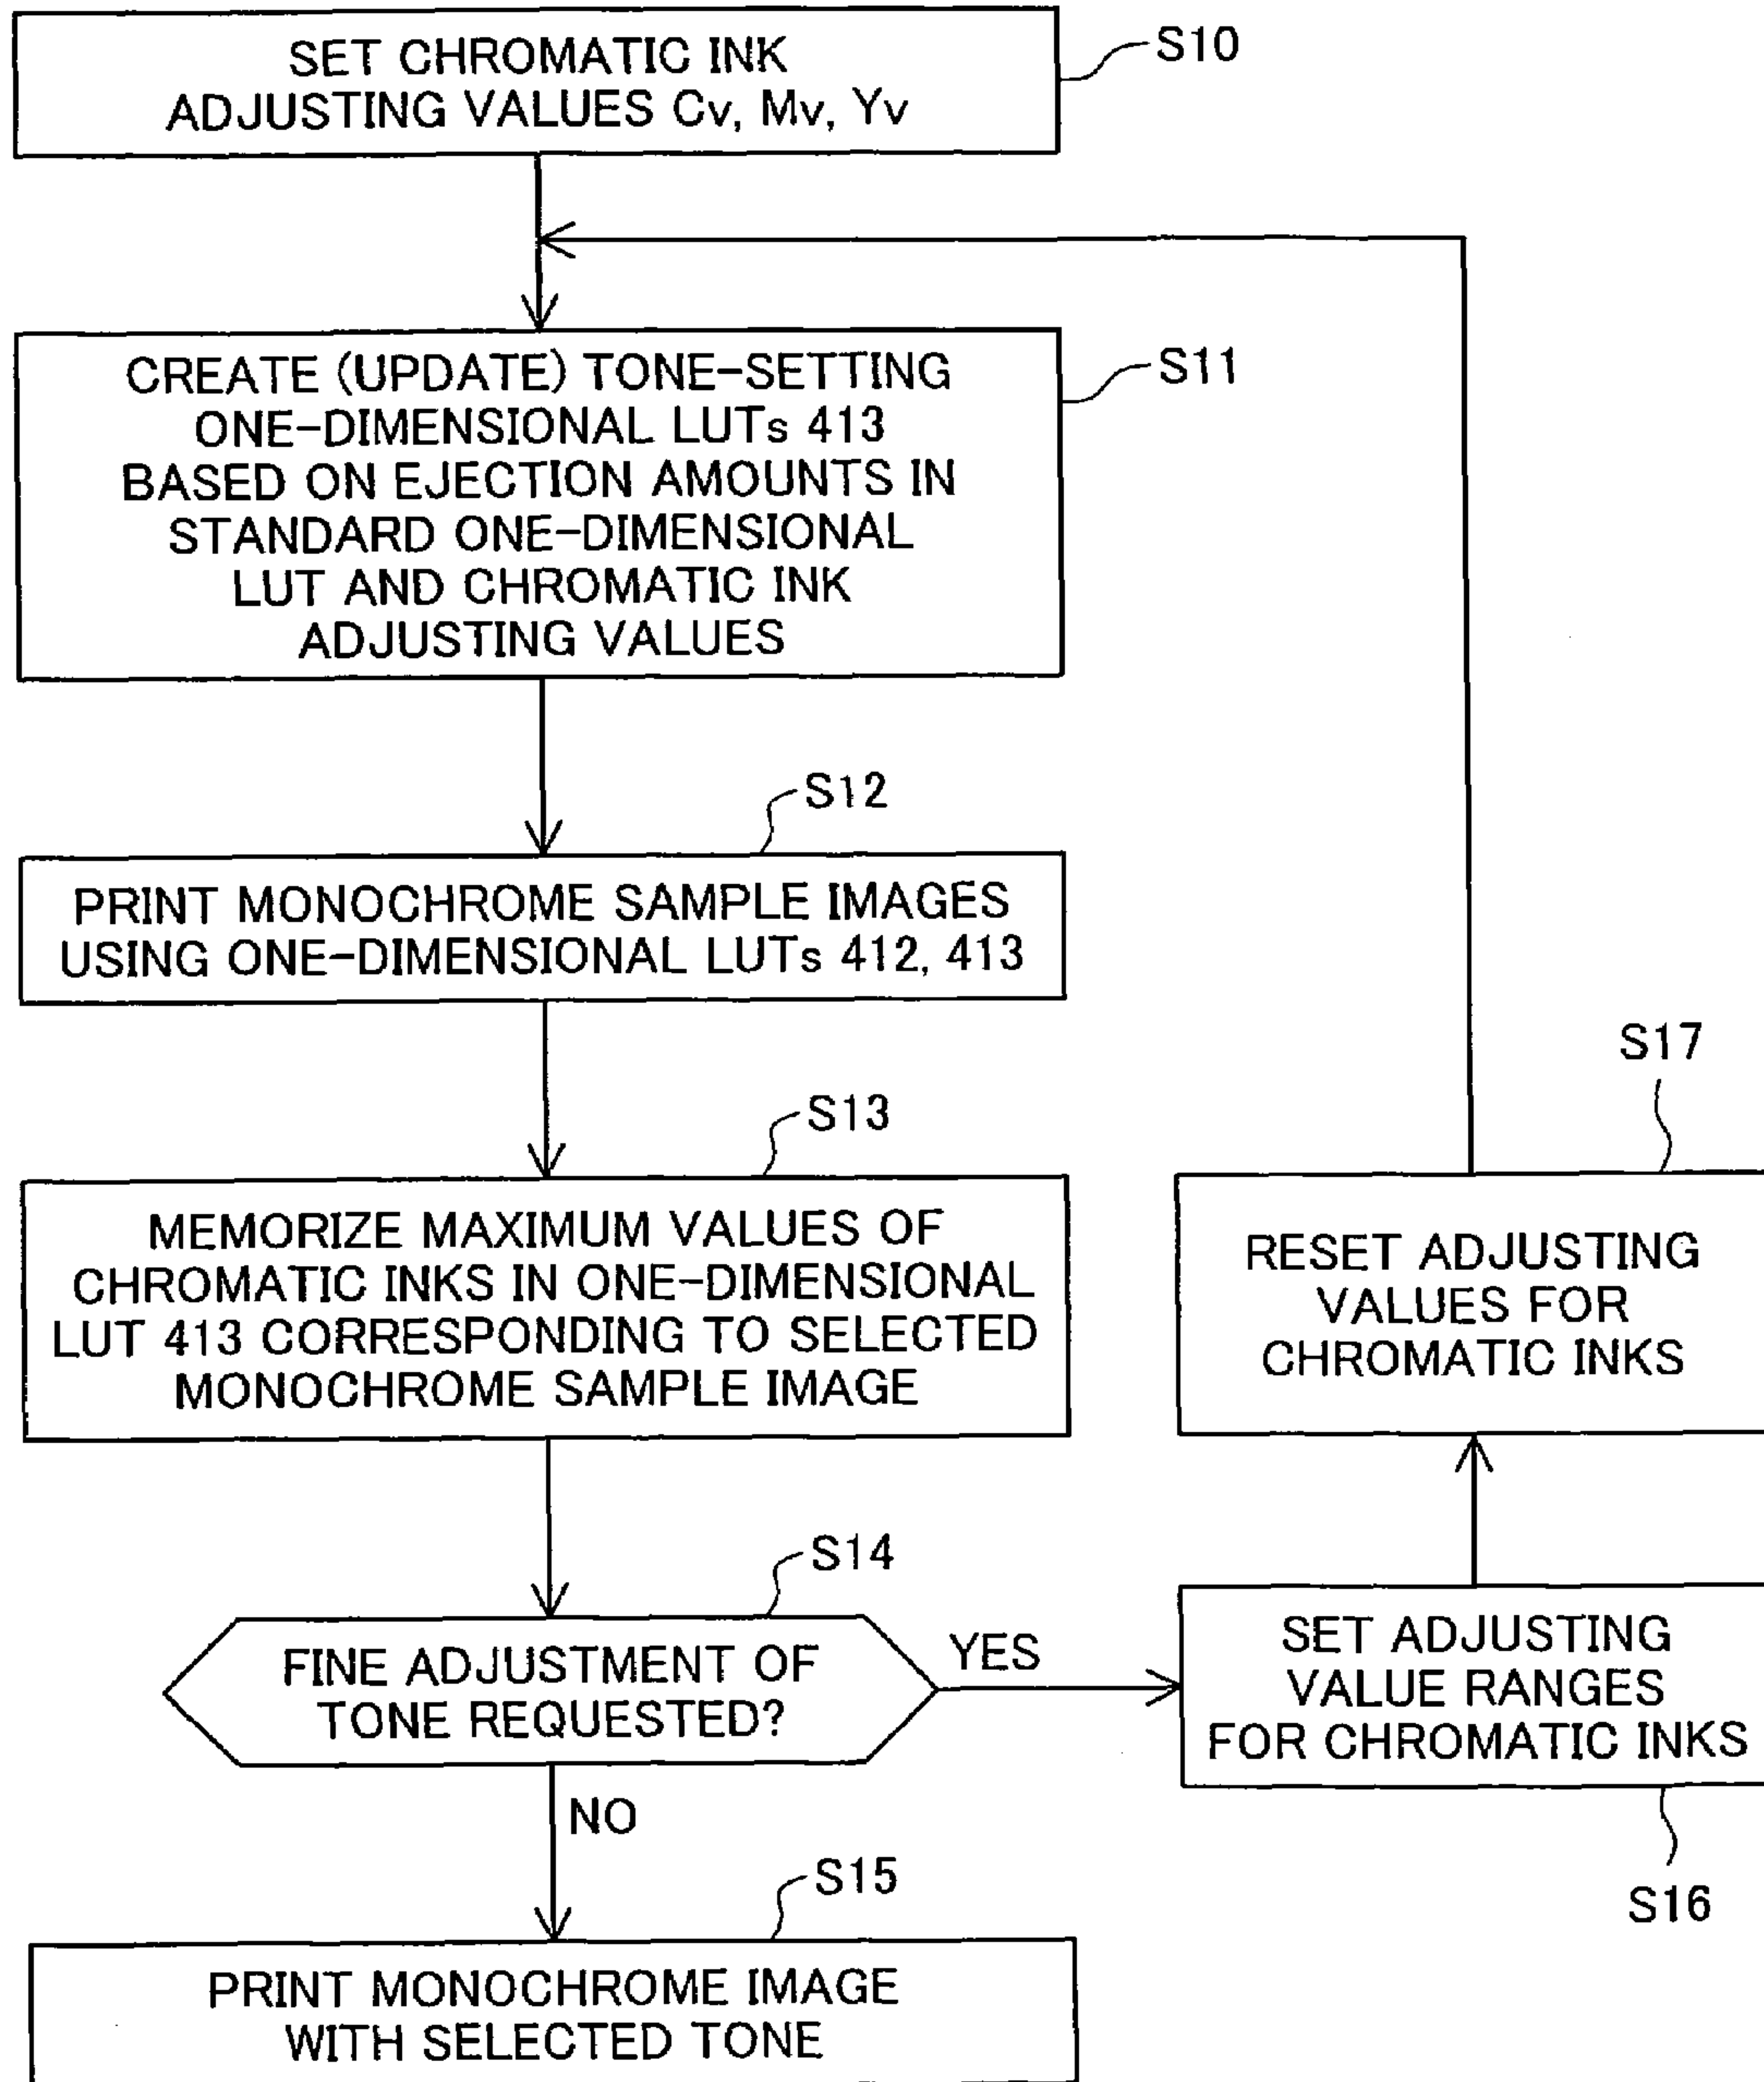 SET CHROMATIC INK
ADJUSTING VALUES Cv, Mv, Yv
S10
CREATE (UPDATE) TONE-SETTING
ONE-DIMENSIONAL LUTs 413
BASED ON EJECTION AMOUNTS IN
STANDARD ONE-DIMENSIONAL
LUT AND CHROMATIC INK
ADJUSTING VALUES
S11
S12
PRINT MONOCHROME SAMPLE IMAGES
USING ONE-DIMENSIONAL LUTs 412, 413
S13
MEMORIZE MAXIMUM VALUES OF
CHROMATIC INKS IN ONE-DIMENSIONAL
LUT 413 CORRESPONDING TO SELECTED
MONOCHROME SAMPLE IMAGE
S14
FINE ADJUSTMENT OF
TONE REQUESTED?
YES
NO
S15
PRINT MONOCHROME IMAGE
WITH SELECTED TONE
S17
RESET ADJUSTING
VALUES FOR
CHROMATIC INKS
SET ADJUSTING
VALUE RANGES
FOR CHROMATIC INKS
S16